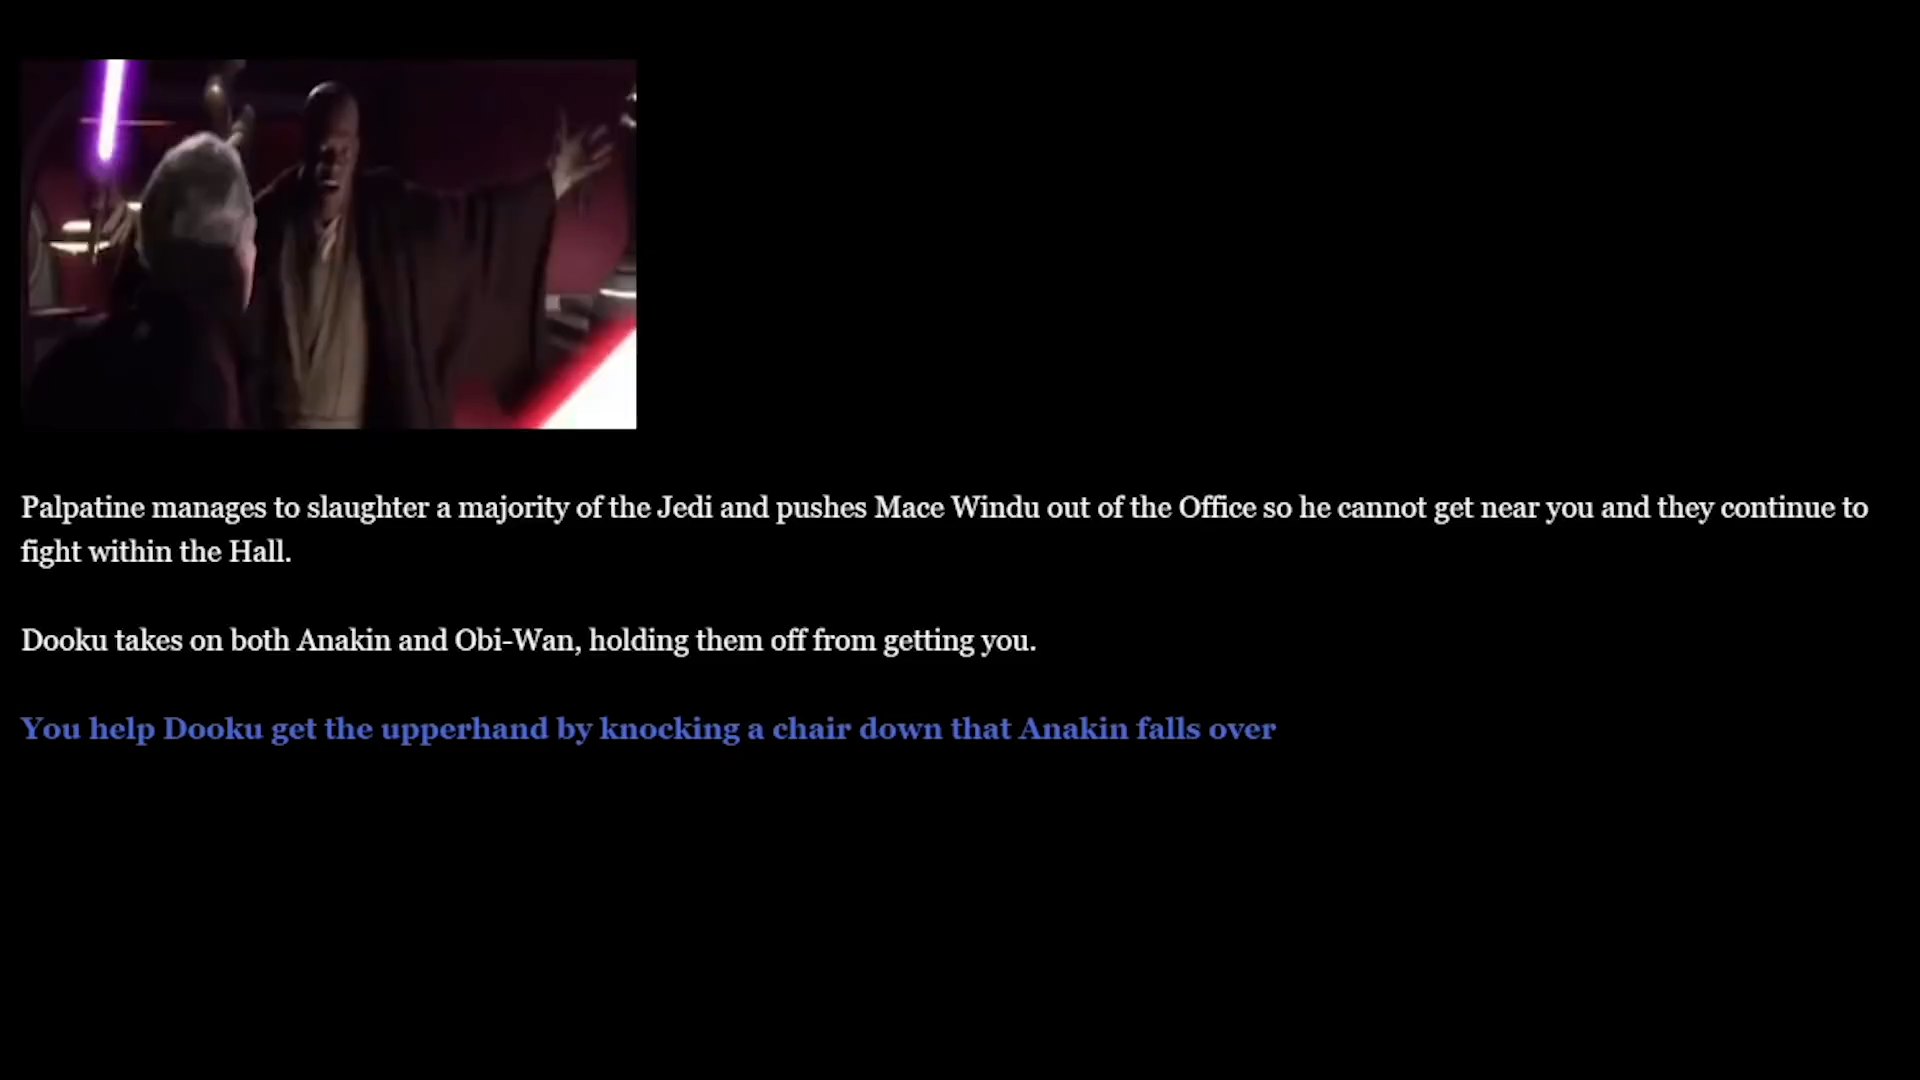 Palpatine manages to slaughter a majority of the Jedi and pushes Mace Windu out of the Office so he cannot get near you and they continue to
fight within the Hall.
Dooku takes on both Anakin and Obi-Wan, holding them off from getting you.
You help Dooku get the upperhand by knocking a chair down that Anakin falls over